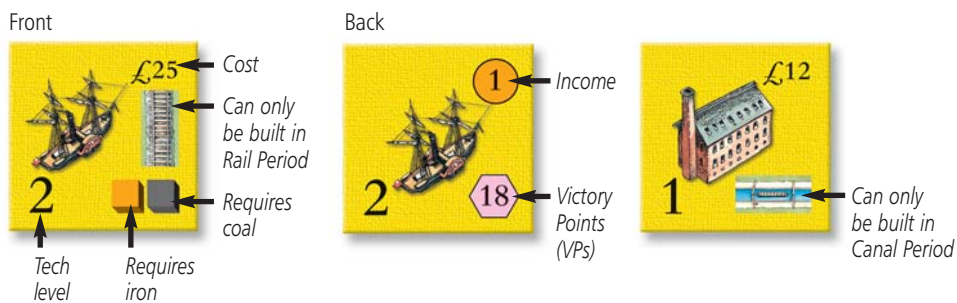 Front
Back
£25
Cost
Can only
be built in
Rail Period
2
Requires
coal
Tech
level
Requires
iron
1
Income
2
18
Victory
Points
(VPs)
£12
1
Can only
be built in
Canal Period